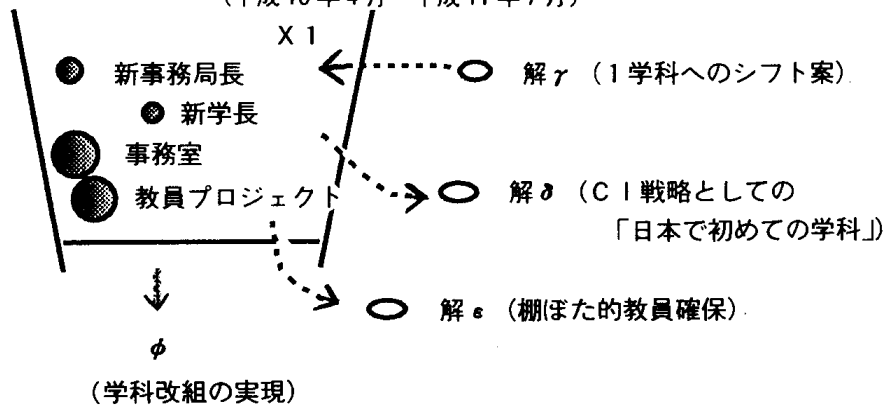 X 1
新事務局長
解γ (1学科へのシフト案)
新学長
事務室
教員プロジェクト
解δ (CI戦略としての
「日本で初めての学科」)
解ε (棚ぼた的教員確保)
φ
(学科改組の実現)